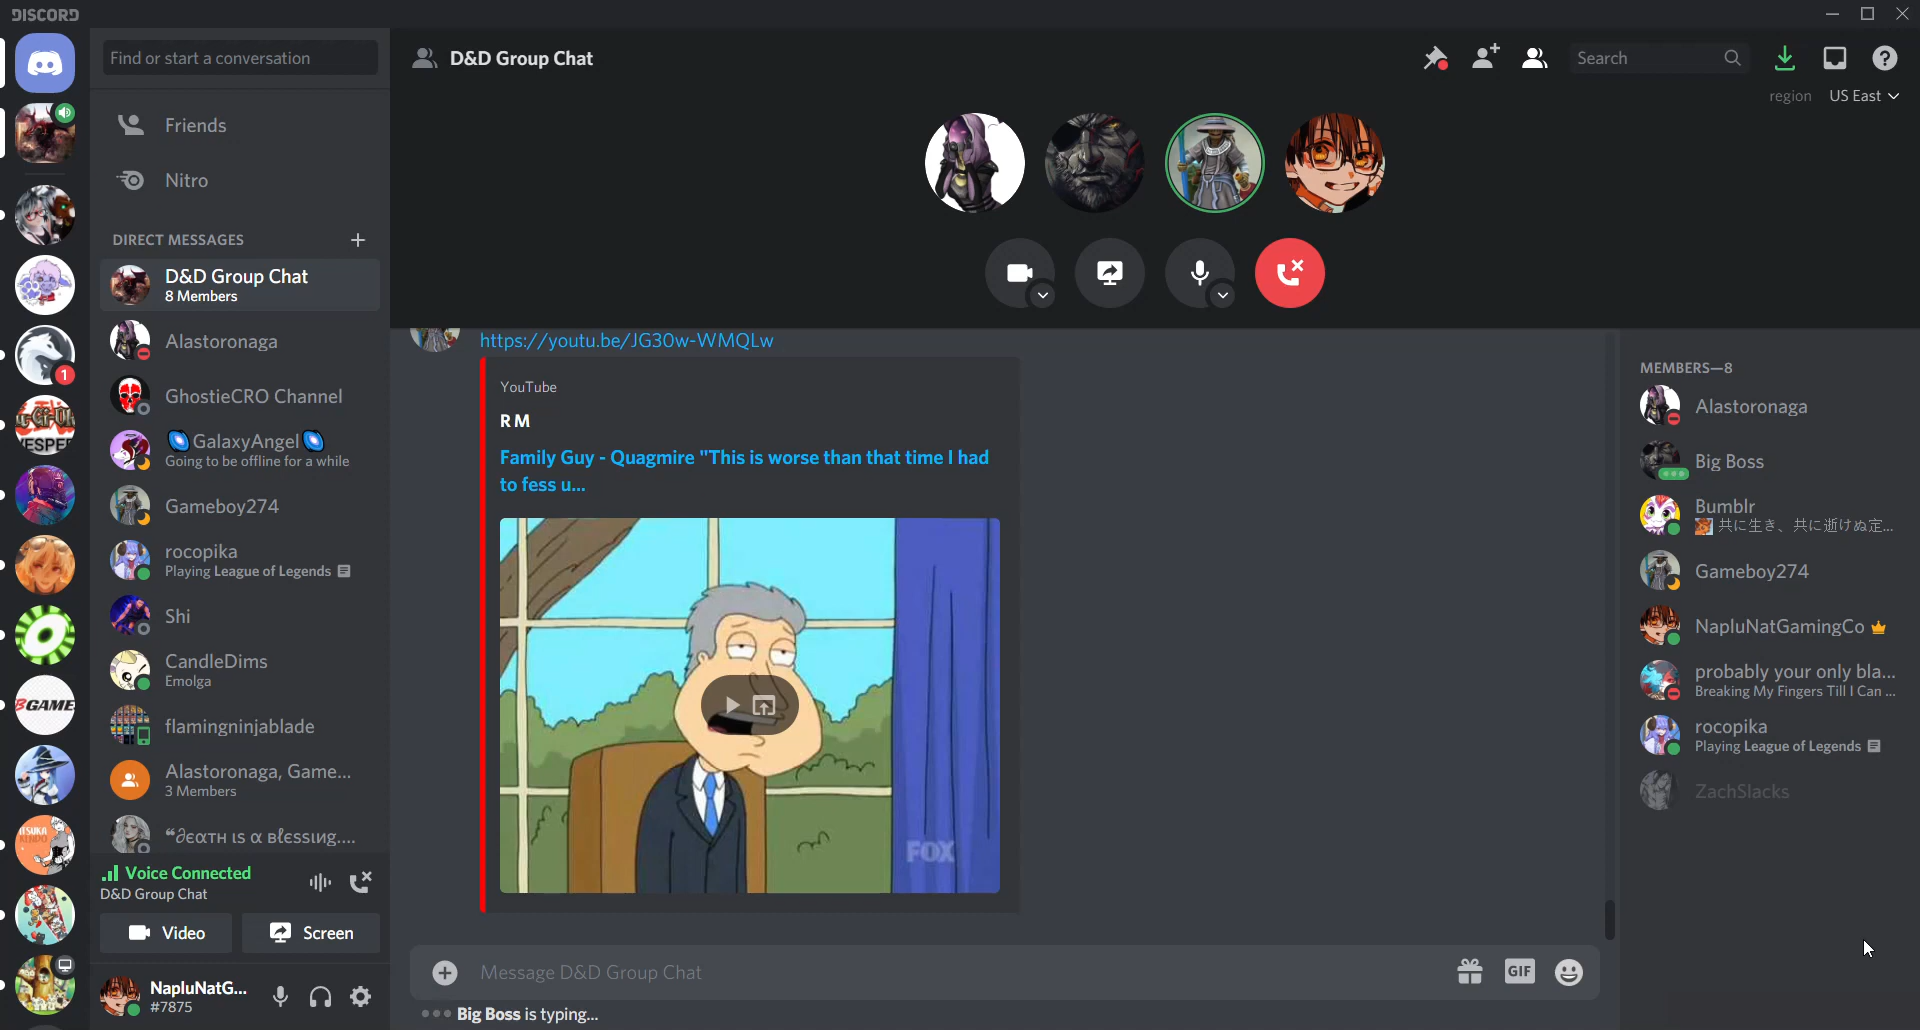 DISCORD
Find or start a conversation
D&D Group Chat
Search
region US East
Friends
Nitro
DIRECT MESSAGES
D&D Group Chat
8 Members
Alastoronaga
GhostieCRO Channel
GalaxyAngel
Going to be offline for a while
Gameboy274
rocopika
Playing League of Legends
Shi
CandleDims
Emolga
flamingninjablade
Alastoronaga, Game...
3 Members
“∂єαтн ιѕ α вℓєѕѕιиg....
Voice Connected
D&D Group Chat
Video
Screen
NapluNatG...
#7875
1
BGAME
https://youtu.be/JG30w-WMQLw
YouTube
R M
Family Guy - Quagmire "This is worse than that time I had
to fess u...
FOX
Message D&D Group Chat
GIF
Big Boss is typing...
MEMBERS—8
Alastoronaga
Big Boss
Bumblr
共に生き、共に逝けぬ定...
Gameboy274
NapluNatGamingCo
probably your only bla...
Breaking My Fingers Till I Can ...
rocopika
Playing League of Legends
ZachSlacks